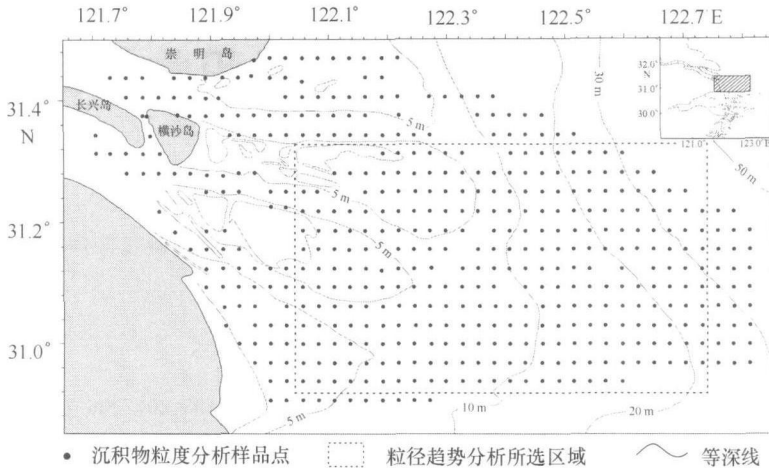 121.7° 121.9° 122.1° 122.3° 122.5° 122.7 E
崇明岛
30 m
32.0°
N
31.0°
30.0°
121.0° 123.0°E
长兴岛
31.4°
横沙岛
5 m
N
50 m
5 m
31.2°
5 m
31.0°
5 m
10 m
20 m
沉积物粒度分析样品点 粒径趋势分析所选区域 等深线